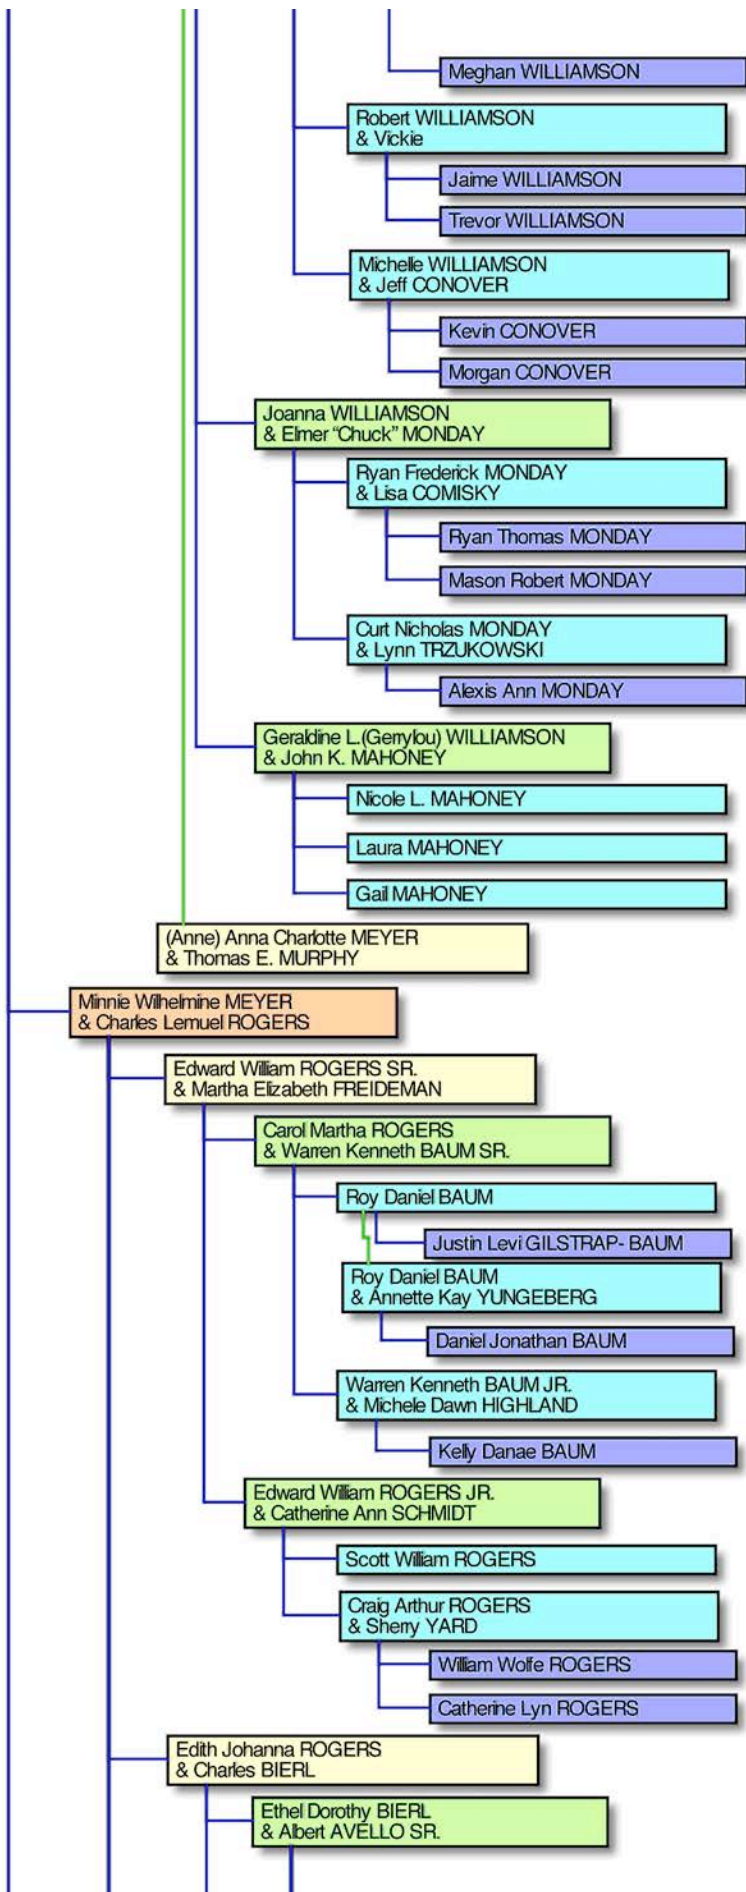 Meghan WILLIAMSON
Robert WILLIAMSON
& Vickie
Jaime WILLIAMSON
Trevor WILLIAMSON
Michelle WILLIAMSON
& Jeff CONOVER
Kevin CONOVER
Morgan CONOVER
Joanna WILLIAMSON
& Elmer “Chuck” MONDAY
Ryan Frederick MONDAY
& Lisa COMISKY
Ryan Thomas MONDAY
Mason Robert MONDAY
Curt Nicholas MONDAY
& Lynn TRZUKOWSKI
Alexis Ann MONDAY
Geraldine L.(Gerrylou) WILLIAMSON
& John K. MAHONEY
Nicole L. MAHONEY
Laura MAHONEY
Gail MAHONEY
(Anne) Anna Charlotte MEYER
& Thomas E. MURPHY
Minnie Wilhelmine MEYER
& Charles Lemuel ROGERS
Edward William ROGERS SR.
& Martha Elizabeth FREIDEMAN
Carol Martha ROGERS
& Warren Kenneth BAUM SR.
Roy Daniel BAUM
Justin Levi GILSTRAP- BAUM
Roy Daniel BAUM
& Annette Kay YUNGEBERG
Daniel Jonathan BAUM
Warren Kenneth BAUM JR.
& Michele Dawn HIGHLAND
Kelly Danae BAUM
Edward William ROGERS JR.
& Catherine Ann SCHMIDT
Scott William ROGERS
Craig Arthur ROGERS
& Sherry YARD
William Wolfe ROGERS
Catherine Lyn ROGERS
Edith Johanna ROGERS
& Charles BIERL
Ethel Dorothy BIERL
& Albert AVELLO SR.